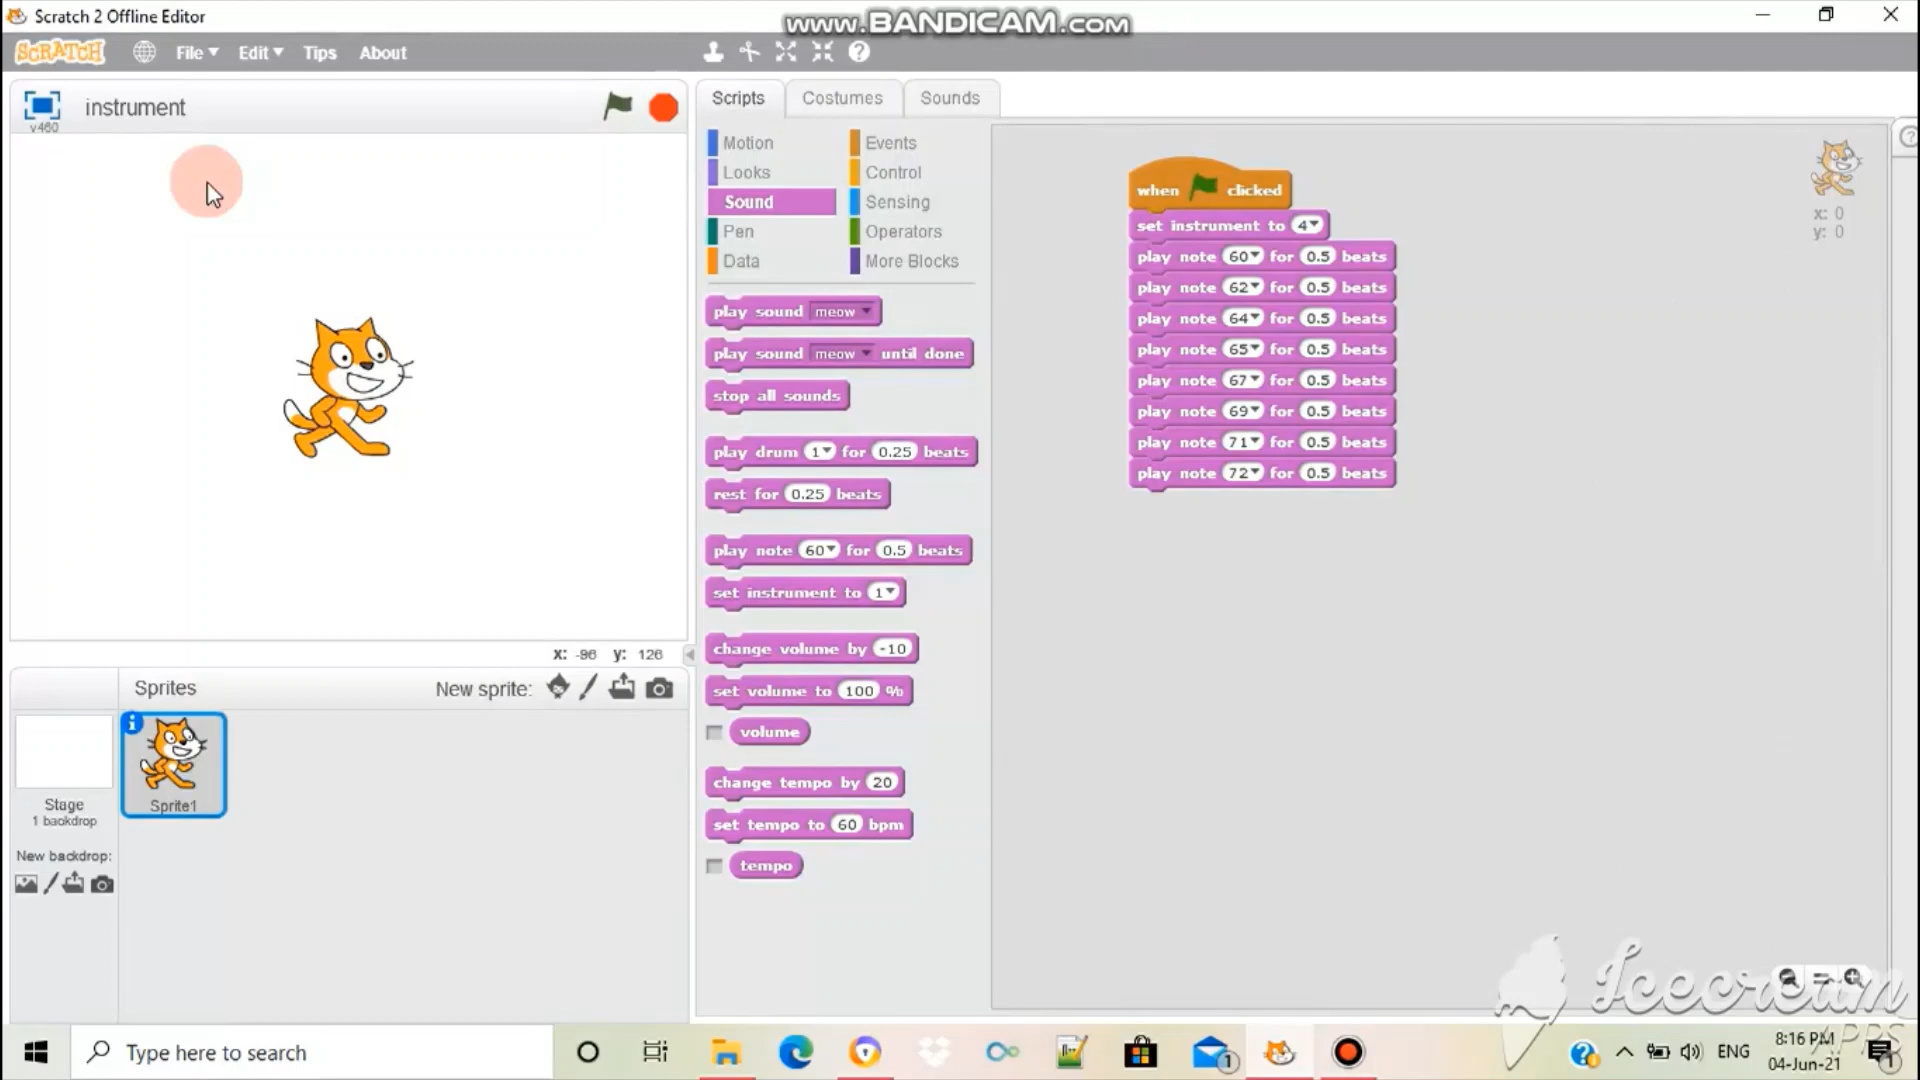 Scratch 2 Offline Editor
www.BANDICAM.com
SCRATCH File Edit Tips About
v460 instrument
Scripts Costumes Sounds
Motion Events
Looks Control
Sound Sensing
Pen Operators
Data More Blocks
play sound meow
play sound meow until done
stop all sounds
play drum 1 for 0.25 beats
rest for 0.25 beats
play note 60 for 0.5 beats
set instrument to 1
change volume by -10
set volume to 100 %
volume
change tempo by 20
set tempo to 60 bpm
tempo
when clicked
set instrument to 4
play note 60 for 0.5 beats
play note 62 for 0.5 beats
play note 64 for 0.5 beats
play note 65 for 0.5 beats
play note 67 for 0.5 beats
play note 69 for 0.5 beats
play note 71 for 0.5 beats
play note 72 for 0.5 beats
x: 0
y: 0
x: -96 y: 126
Sprites New sprite:
Sprite1
Stage
1 backdrop
New backdrop:
Icecream
APPS
Type here to search
1
ENG
8:16 PM
04-Jun-21
1